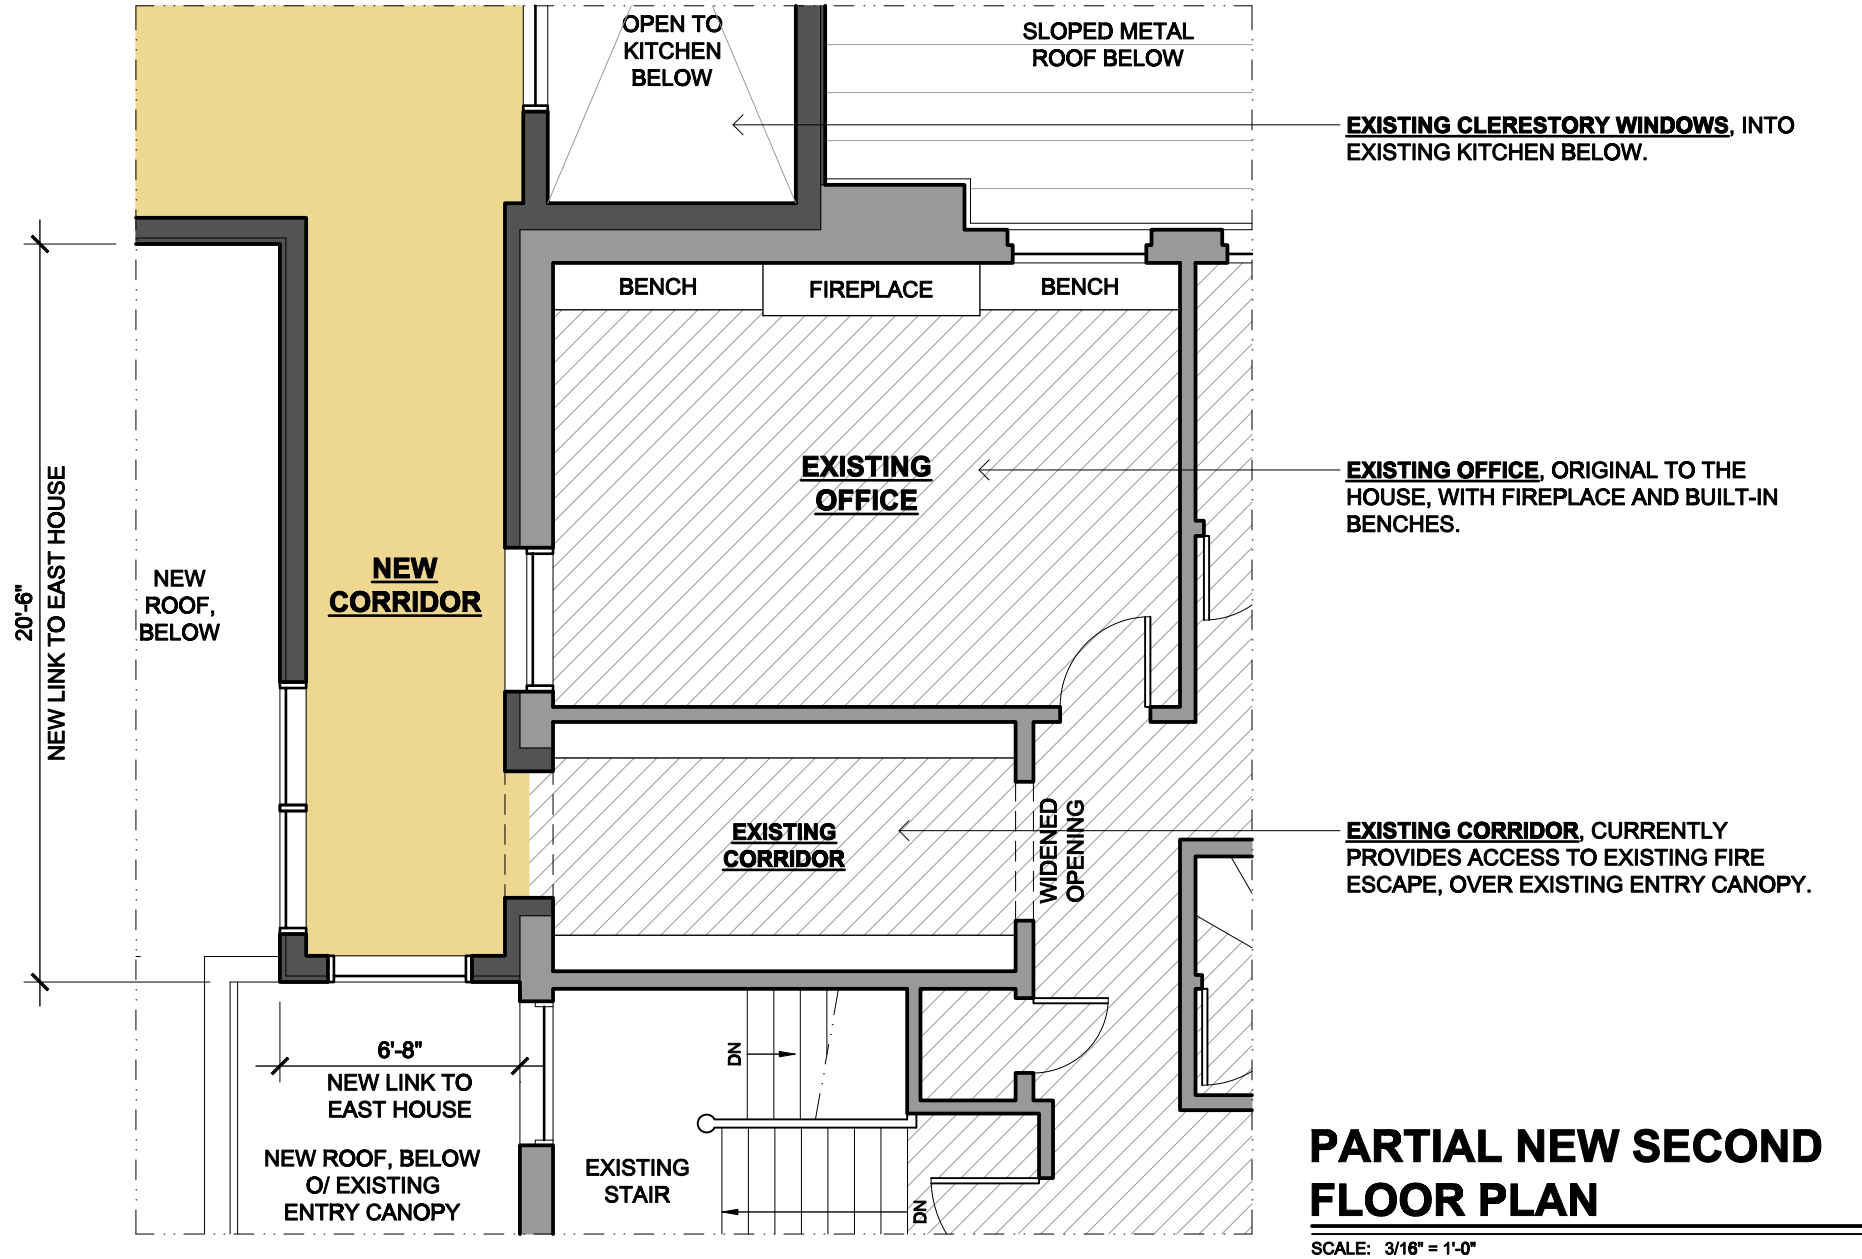 OPEN TO
KITCHEN
BELOW
SLOPED METAL
ROOF BELOW
EXISTING CLERESTORY WINDOWS, INTO
EXISTING KITCHEN BELOW.
BENCH
FIREPLACE
BENCH
EXISTING
OFFICE
EXISTING OFFICE, ORIGINAL TO THE
HOUSE, WITH FIREPLACE AND BUILT-IN
BENCHES.
20'-6"
NEW LINK TO EAST HOUSE
NEW
ROOF,
BELOW
NEW
CORRIDOR
EXISTING
CORRIDOR
WIDENED
OPENING
EXISTING CORRIDOR, CURRENTLY
PROVIDES ACCESS TO EXISTING FIRE
ESCAPE, OVER EXISTING ENTRY CANOPY.
6'-8"
NEW LINK TO
EAST HOUSE
NEW ROOF, BELOW
O/ EXISTING
ENTRY CANOPY
DN
EXISTING
STAIR
DN
PARTIAL NEW SECOND
FLOOR PLAN
SCALE: 3/16" = 1'-0"